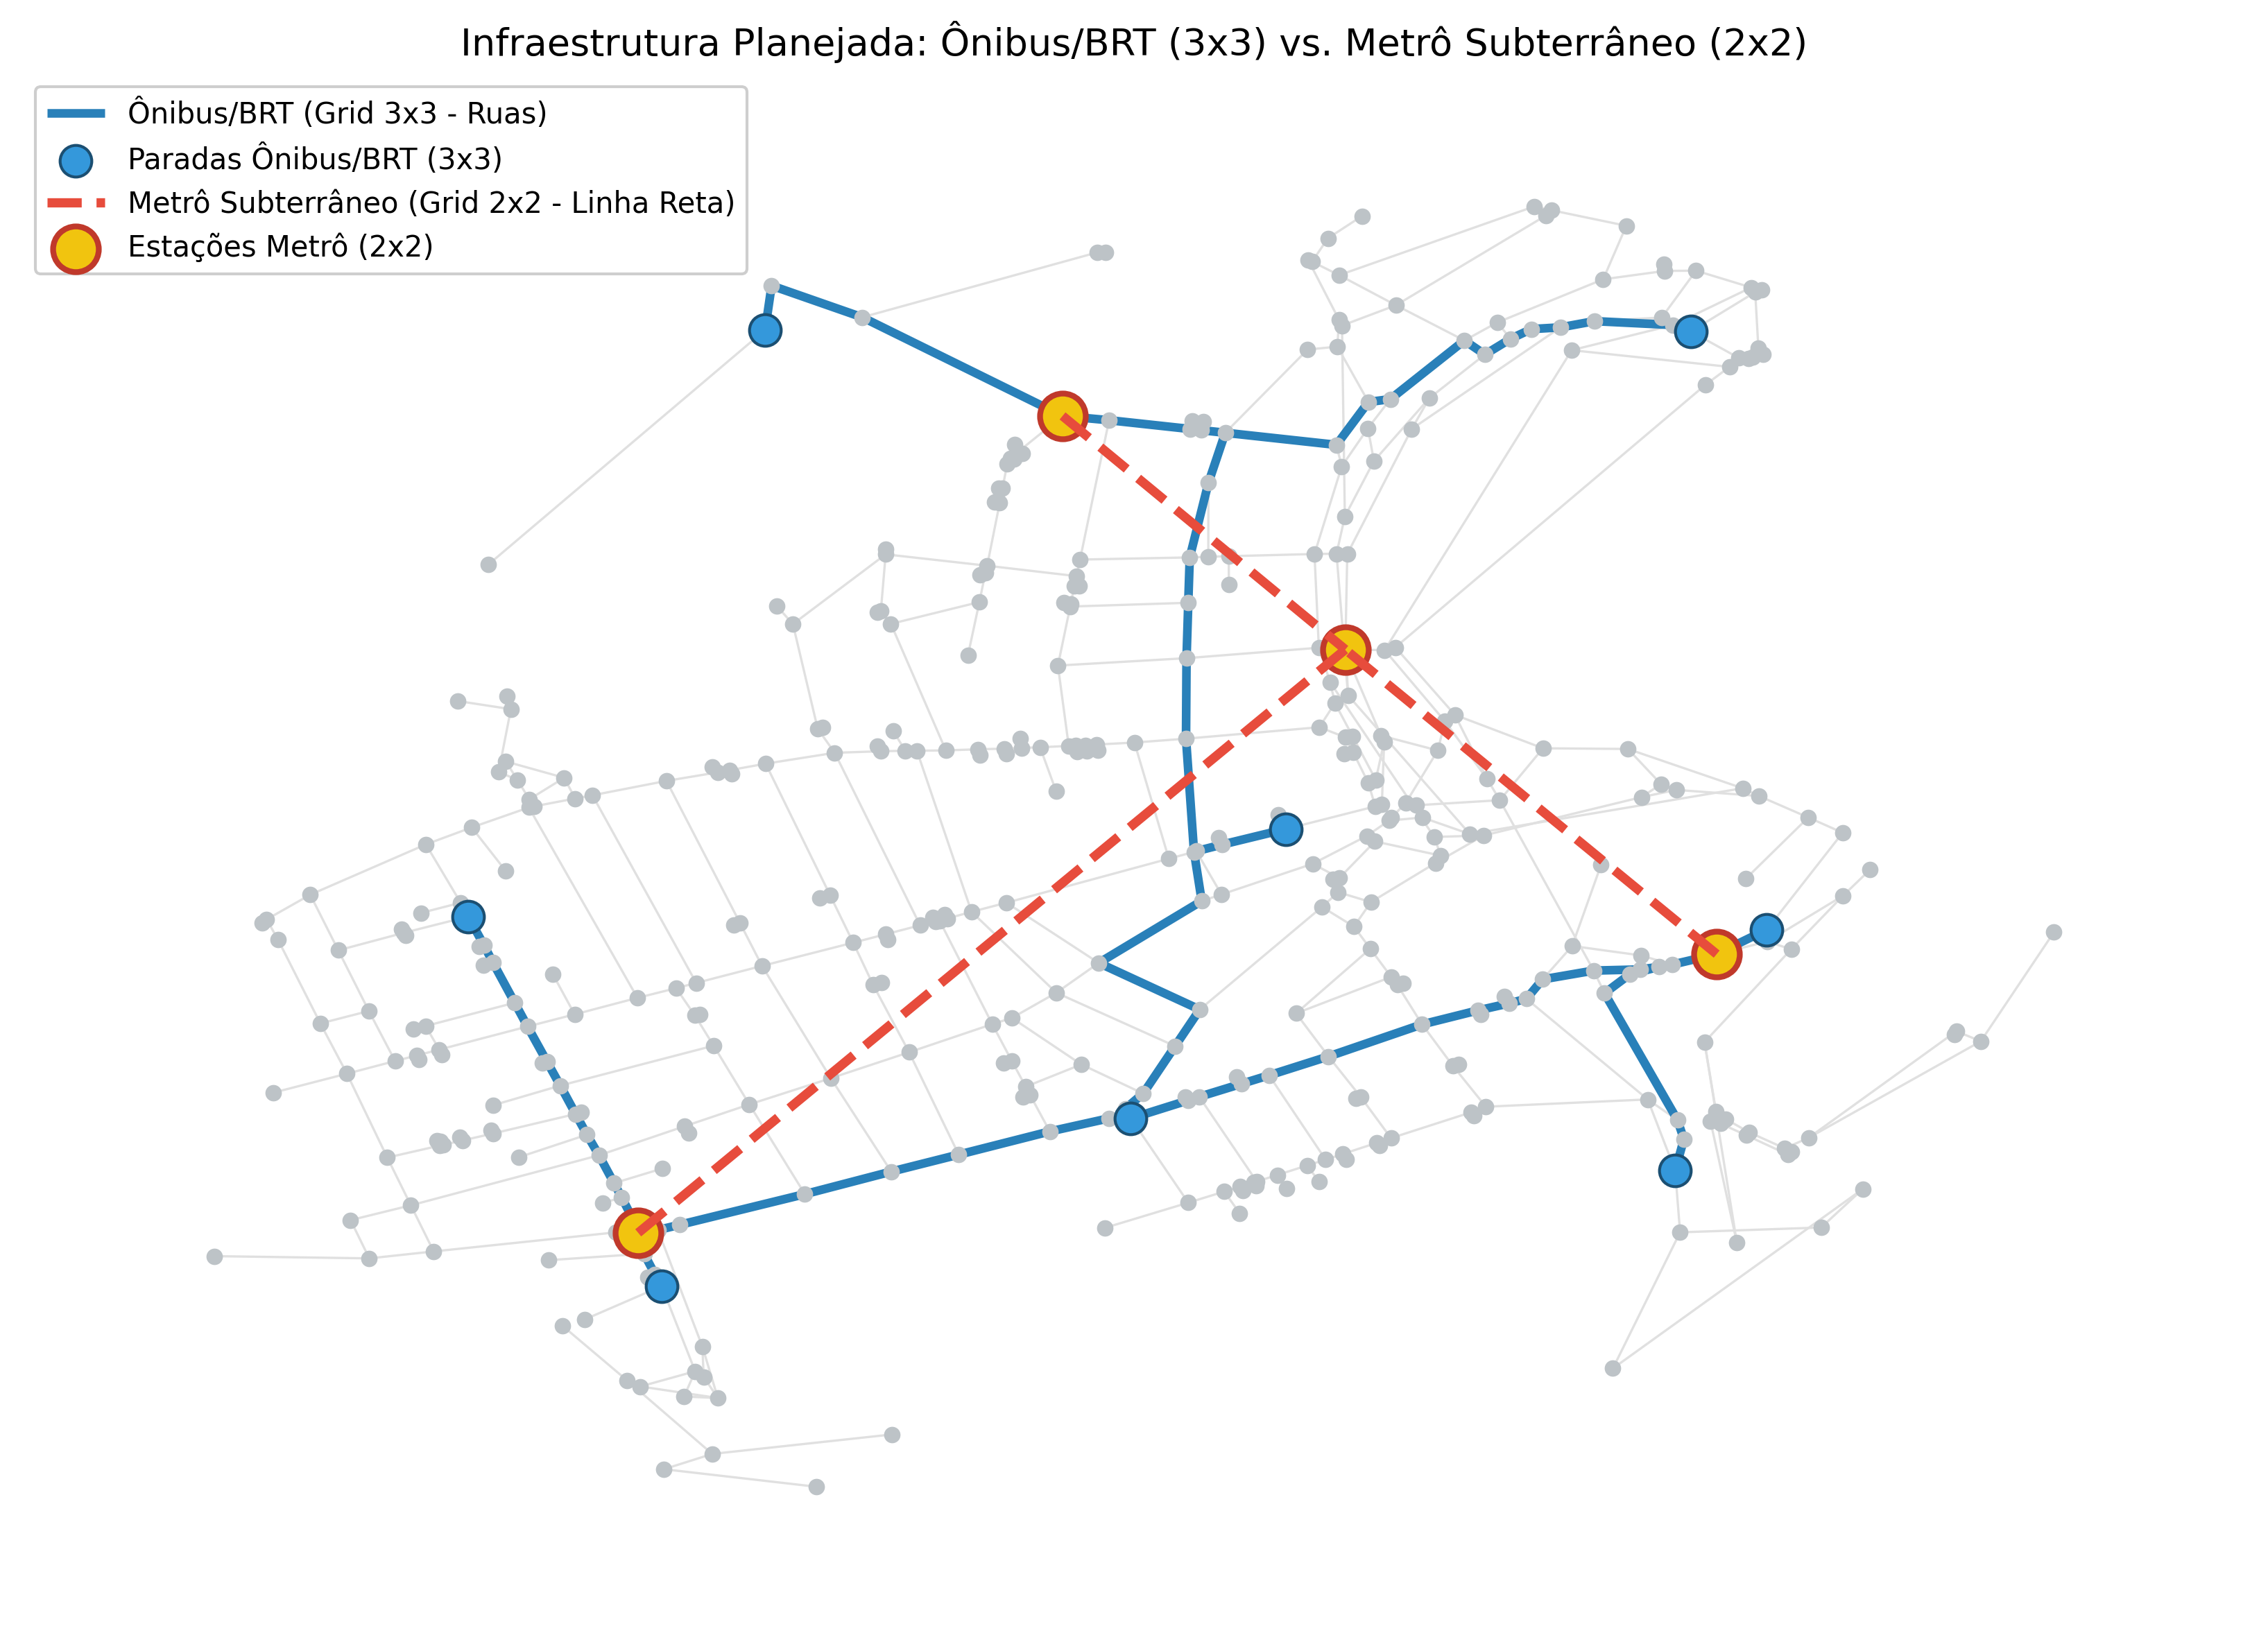 Infraestrutura Planejada: Ônibus/BRT (3x3) vs. Metrô Subterrâneo (2x2)
Ônibus/BRT (Grid 3x3 - Ruas)
Paradas Ônibus/BRT (3x3)
Metrô Subterrâneo (Grid 2x2 - Linha Reta)
Estações Metrô (2x2)